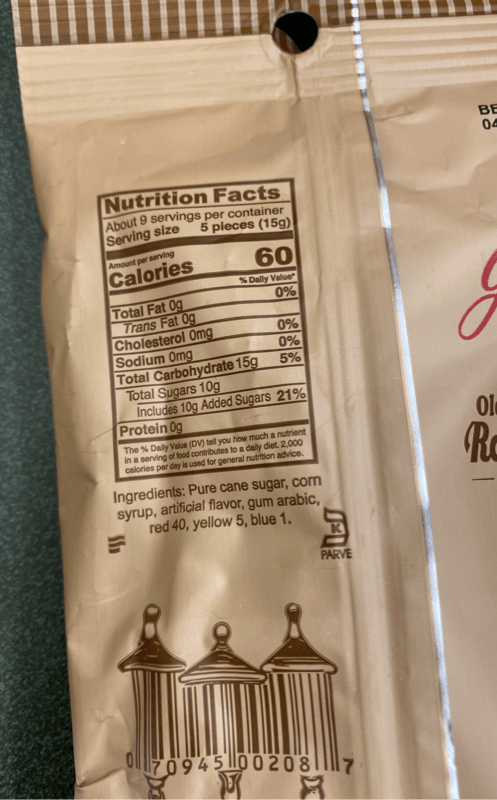 Nutrition Facts
About 9 servings per container
Serving size 5 pieces (15g)
Amount per serving
Calories 60
% Daily Value*
Total Fat 0g 0%
Trans Fat 0g
Cholesterol 0mg 0%
Sodium 0mg 0%
Total Carbohydrate 15g 5%
Total Sugars 10g
Includes 10g Added Sugars 21%
Protein 0g
The % Daily Value (DV) tell you how much a nutrient
in a serving of food contributes to a daily diet. 2,000
calories per day is used for general nutrition advice.
Ingredients: Pure cane sugar, corn
syrup, artificial flavor, gum arabic,
red 40, yellow 5, blue 1.
K
PARVE
0 70945 00208 7